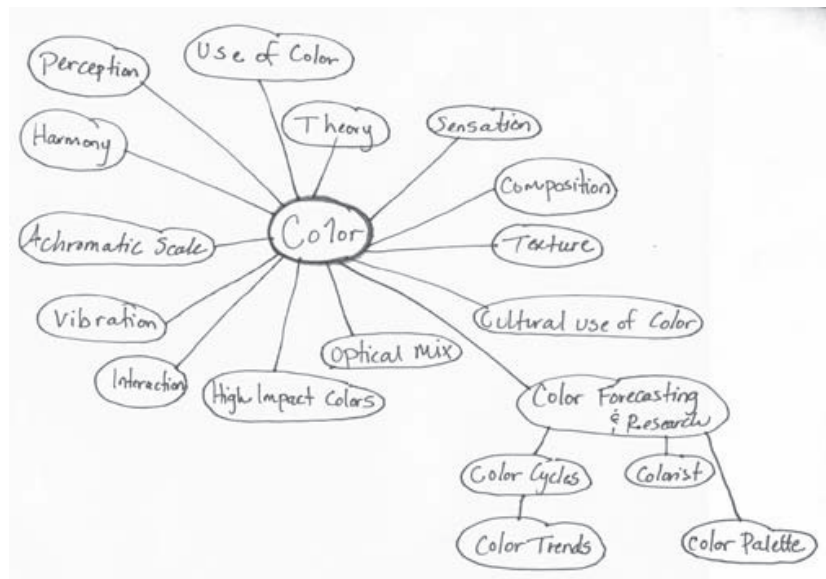 Use of Color
Perception
Theory
Sensation
Harmony
Composition
Color
Achromatic Scale
Texture
Vibration
Cultural use of Color
Optical Mix
Interaction
High Impact Colors
Color Forecasting
& Research
Color Cycles
Colorist
Color Trends
Color Palette